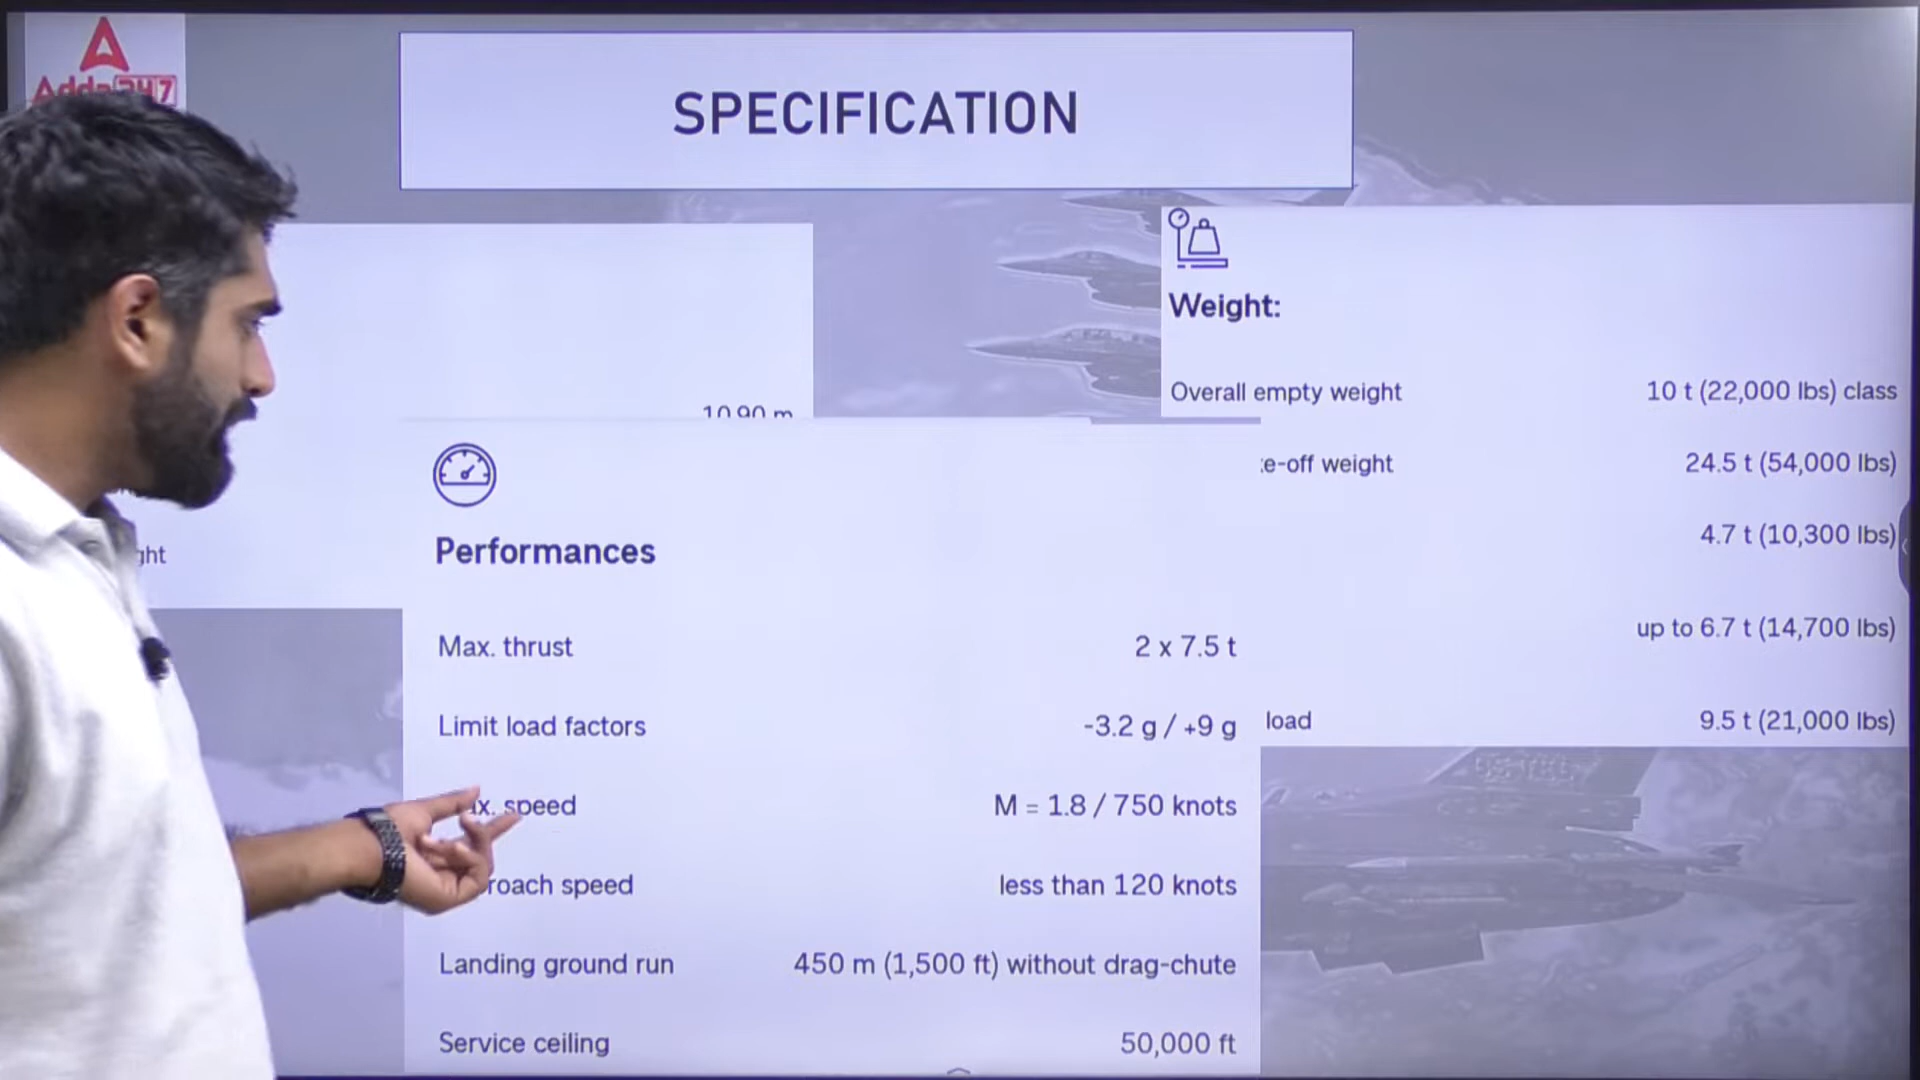 Adda247
SPECIFICATION
10.90 m
ght
Weight:
Overall empty weight 10 t (22,000 lbs) class
e-off weight 24.5 t (54,000 lbs)
4.7 t (10,300 lbs)
up to 6.7 t (14,700 lbs)
load 9.5 t (21,000 lbs)
Performances
Max. thrust 2 x 7.5 t
Limit load factors -3.2 g / +9 g
x. speed M = 1.8 / 750 knots
roach speed less than 120 knots
Landing ground run 450 m (1,500 ft) without drag-chute
Service ceiling 50,000 ft